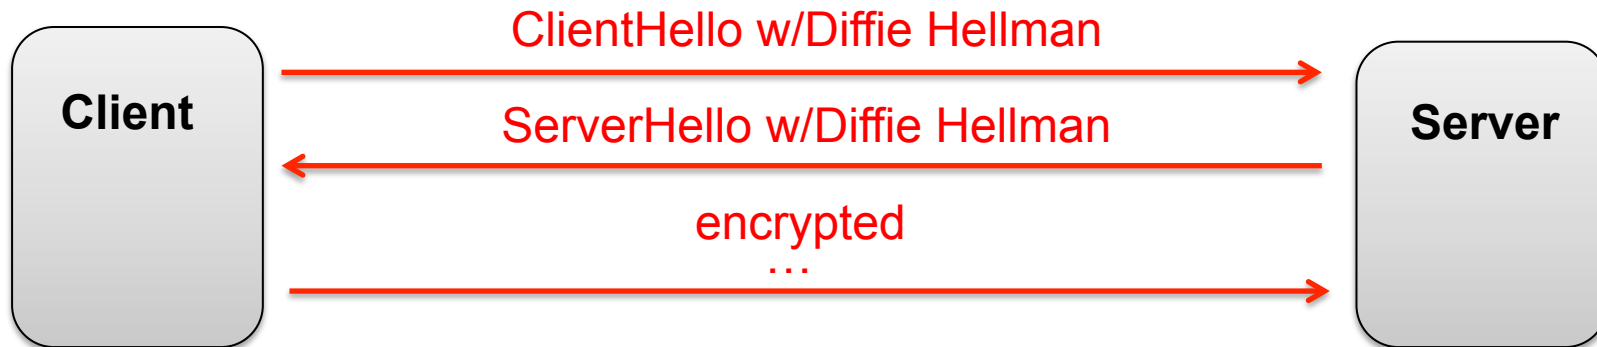 ClientHello w/Diffie Hellman
Client
ServerHello w/Diffie Hellman
Server
encrypted
...